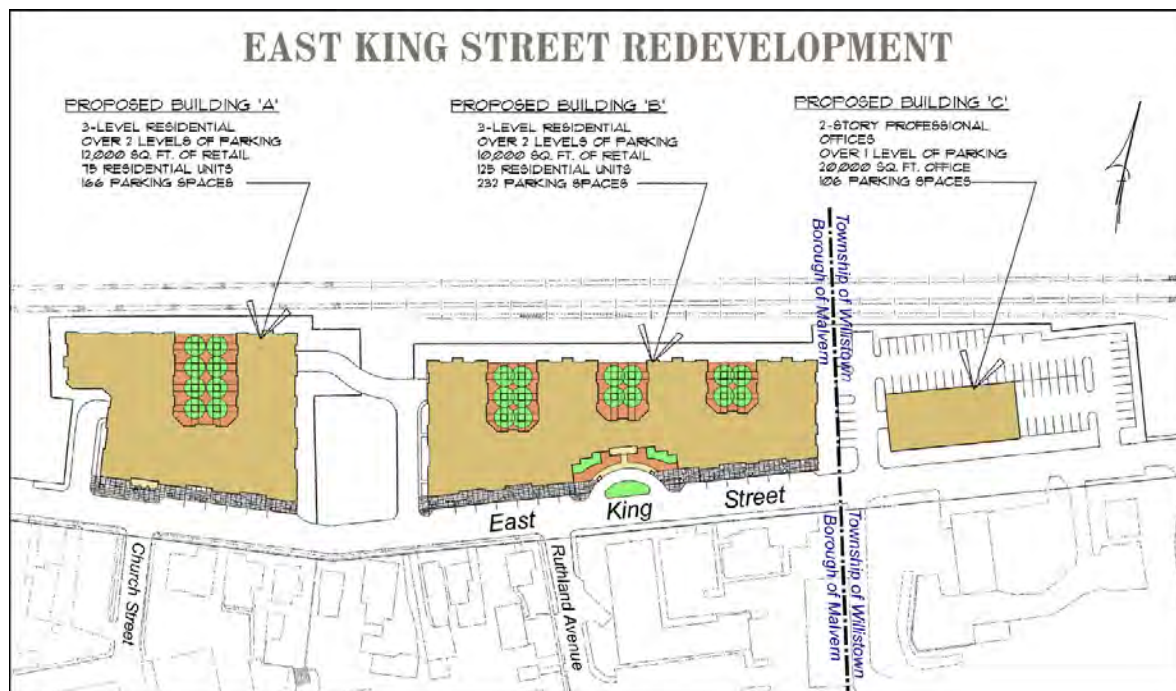 EAST KING STREET REDEVELOPMENT
PROPOSED BUILDING 'A'
3-LEVEL RESIDENTIAL
OVER 2 LEVELS OF PARKING
12,000 SQ. FT. OF RETAIL
75 RESIDENTIAL UNITS
166 PARKING SPACES
PROPOSED BUILDING 'B'
3-LEVEL RESIDENTIAL
OVER 2 LEVELS OF PARKING
10,000 SQ. FT. OF RETAIL
125 RESIDENTIAL UNITS
232 PARKING SPACES
PROPOSED BUILDING 'C'
2-STORY PROFESSIONAL
OFFICES
OVER 1 LEVEL OF PARKING
20,000 SQ. FT. OFFICE
106 PARKING SPACES
Township of Willistown
Borough of Malvern
East King Street
Church Street
Ruthland Avenue
Township of Willistown
Borough of Malvern